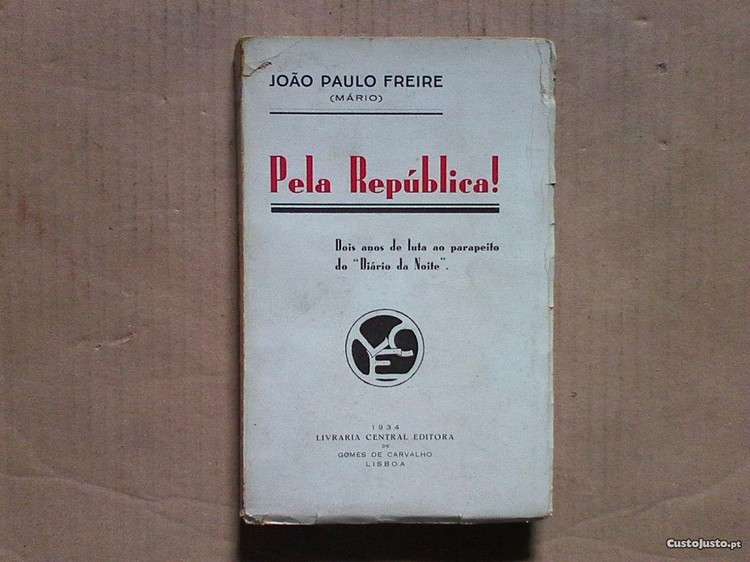 JOÃO PAULO FREIRE
(MÁRIO)
Pela República!
Dois anos de luta ao parapeito
do "Diário da Noite".
1934
LIVRARIA CENTRAL EDITORA
DE
GOMES DE CARVALHO
LISBOA
CustoJusto.pt